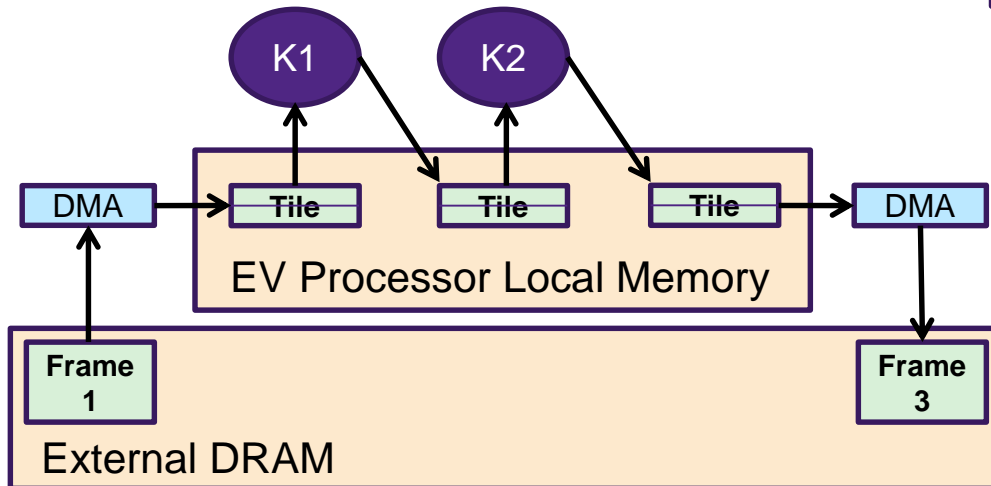 K1
K2
DMA
Tile
Tile
Tile
DMA
EV Processor Local Memory
Frame
1
Frame
3
External DRAM